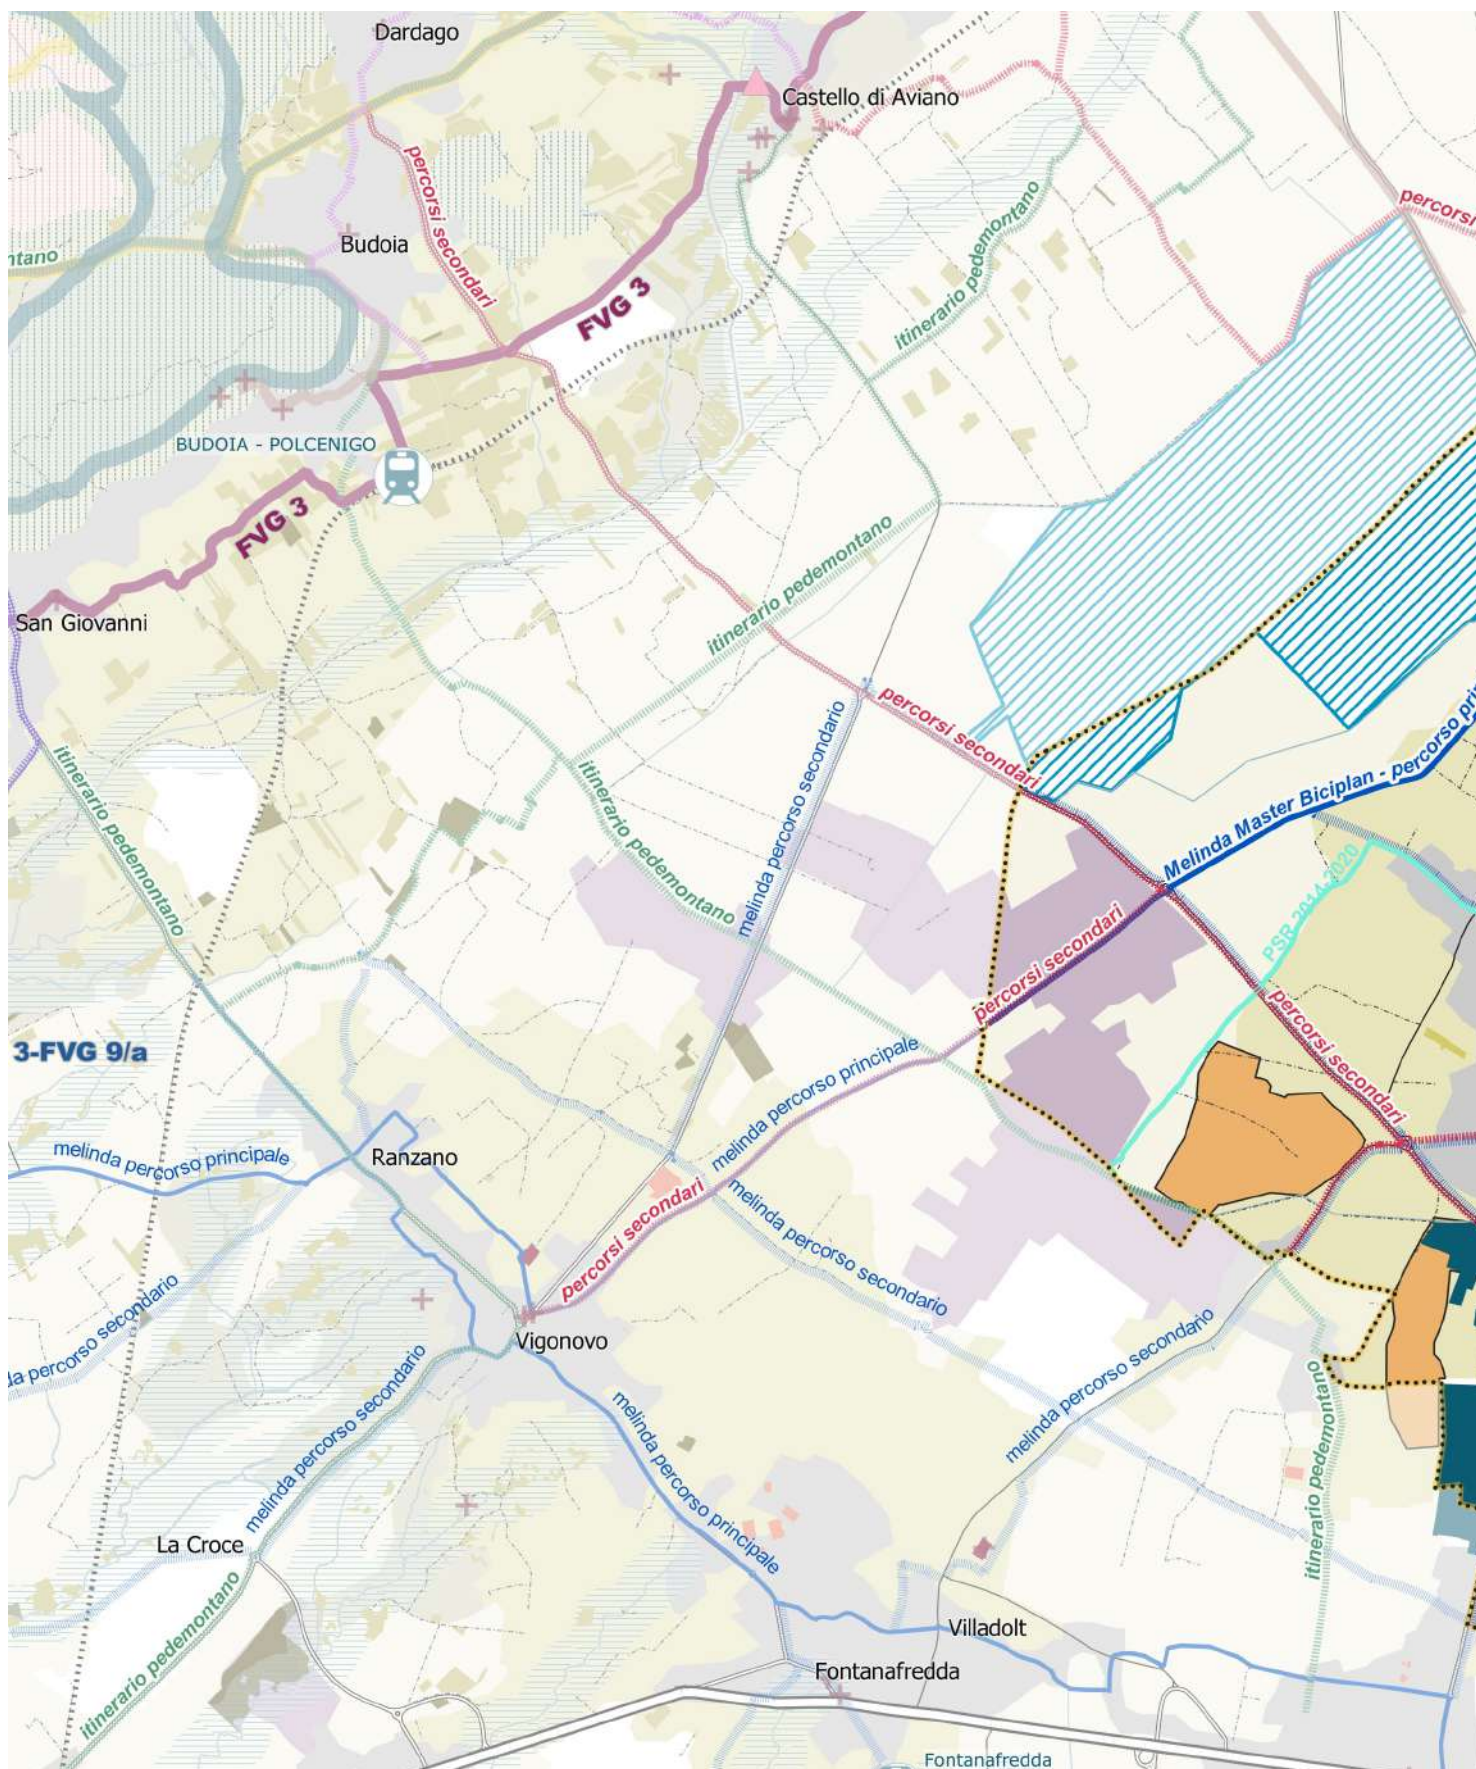 Dardago
Castello di Aviano
percorsi secondari
percorsi
Budoia
ntano
itinerario pedemontano
FVG 3
BUDOIA - POLCENIGO
FVG 3
itinerario pedemontano
San Giovanni
percorsi secondari
melinda percorso secondario
Melinda Master Biciplan - percorso prin
itinerario pedemontano
itinerario pedemontano
PSR 2014-2020
percorsi secondari
percorsi secondari
3-FVG 9/a
melinda percorso principale
melinda percorso principale
Ranzano
melinda percorso secondario
percorsi secondari
da percorso secondario
Vigonovo
melinda percorso secondario
melinda percorso secondario
melinda percorso principale
itinerario pedemontano
La Croce
itinerario pedemontano
Villadolt
Fontanafredda
Fontanafredda